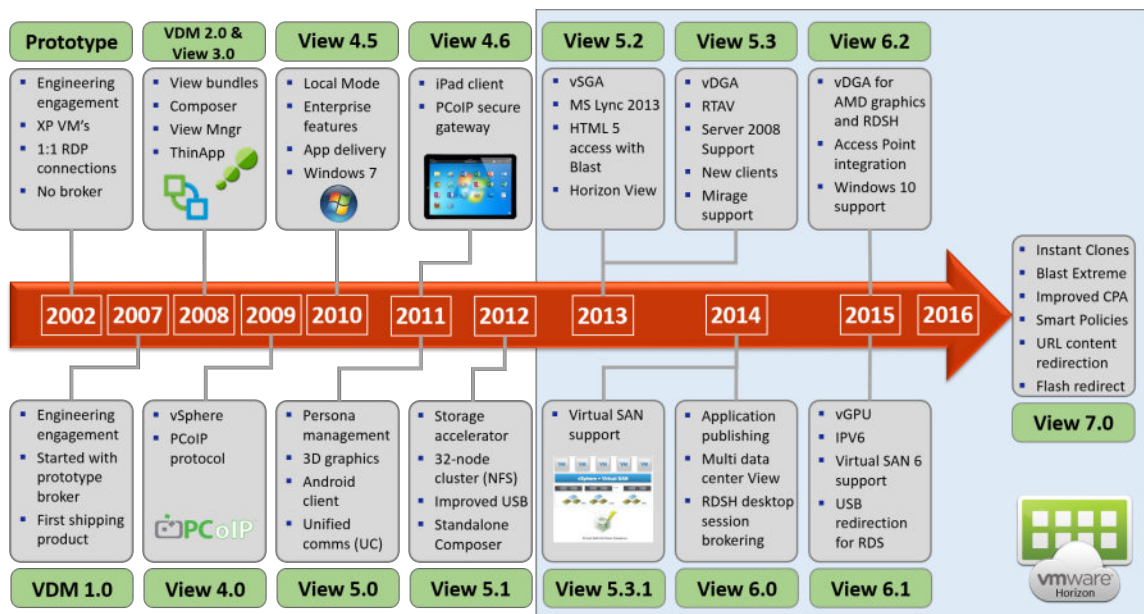 Prototype
Engineering
engagement
XP VM's
1:1 RDP
connections
No broker
VDM 2.0 &
View 3.0
View bundles
Composer
View Mngr
ThinApp
View 4.5
Local Mode
Enterprise
features
App delivery
Windows 7
View 4.6
iPad client
PCoIP secure
gateway
View 5.2
vSGA
MS Lync 2013
HTML 5
access with
Blast
Horizon View
View 5.3
vDGA
RTAV
Server 2008
Support
New clients
Mirage
support
View 6.2
vDGA for
AMD graphics
and RDSH
Access Point
integration
Windows 10
support
2002
2007
2008
2009
2010
2011
2012
2013
2014
2015
2016
Instant Clones
Blast Extreme
Improved CPA
Smart Policies
URL content
redirection
Flash redirect
View 7.0
Engineering
engagement
Started with
prototype
broker
First shipping
product
VDM 1.0
vSphere
PCoIP
protocol
PCoIP
View 4.0
Persona
management
3D graphics
Android
client
Unified
comms (UC)
View 5.0
Storage
accelerator
32-node
cluster (NFS)
Improved USB
Standalone
Composer
View 5.1
Virtual SAN
support
vSphere + Virtual SAN
View 5.3.1
Application
publishing
Multi data
center View
RDSH desktop
session
brokering
View 6.0
vGPU
IPV6
Virtual SAN 6
support
USB
redirection
for RDS
View 6.1
vmware
Horizon